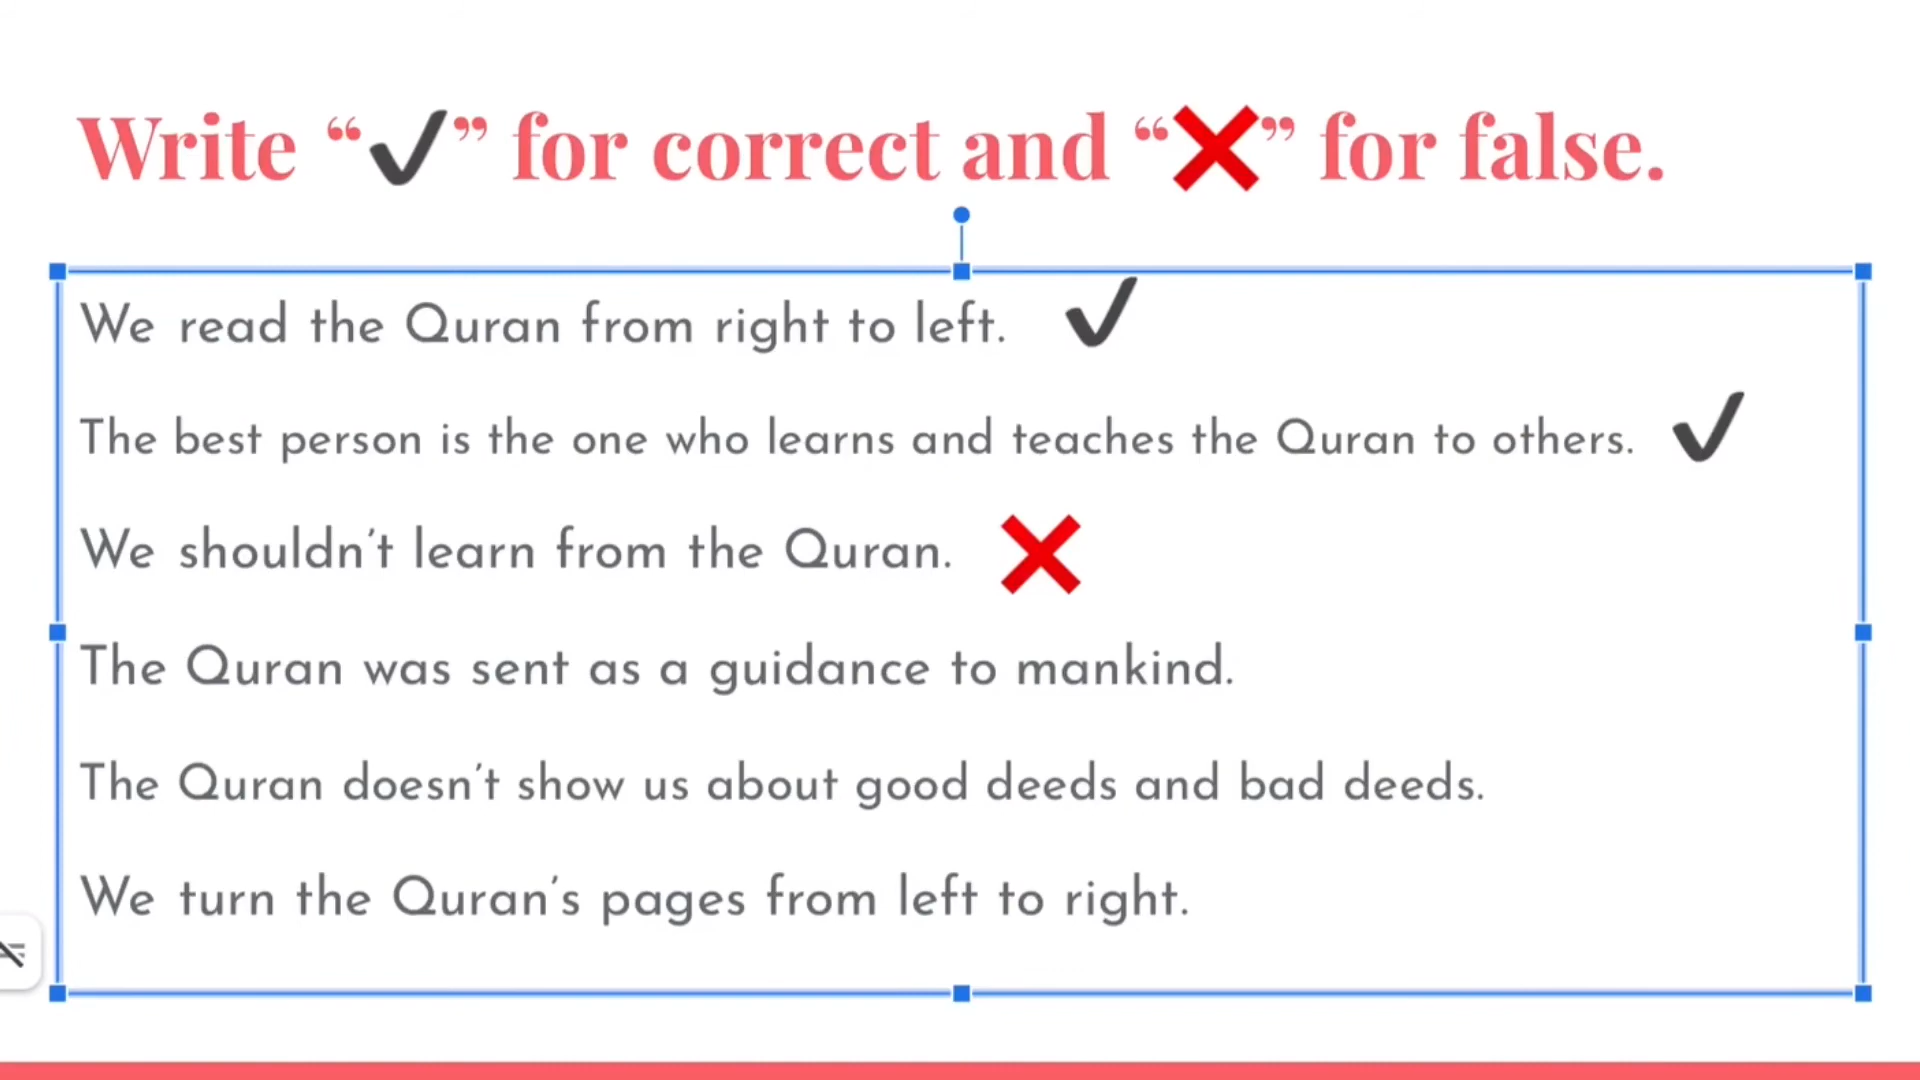 Write “✔” for correct and “❌” for false.
We read the Quran from right to left. ✔
The best person is the one who learns and teaches the Quran to others. ✔
We shouldn’t learn from the Quran. ❌
The Quran was sent as a guidance to mankind.
The Quran doesn’t show us about good deeds and bad deeds.
We turn the Quran’s pages from left to right.